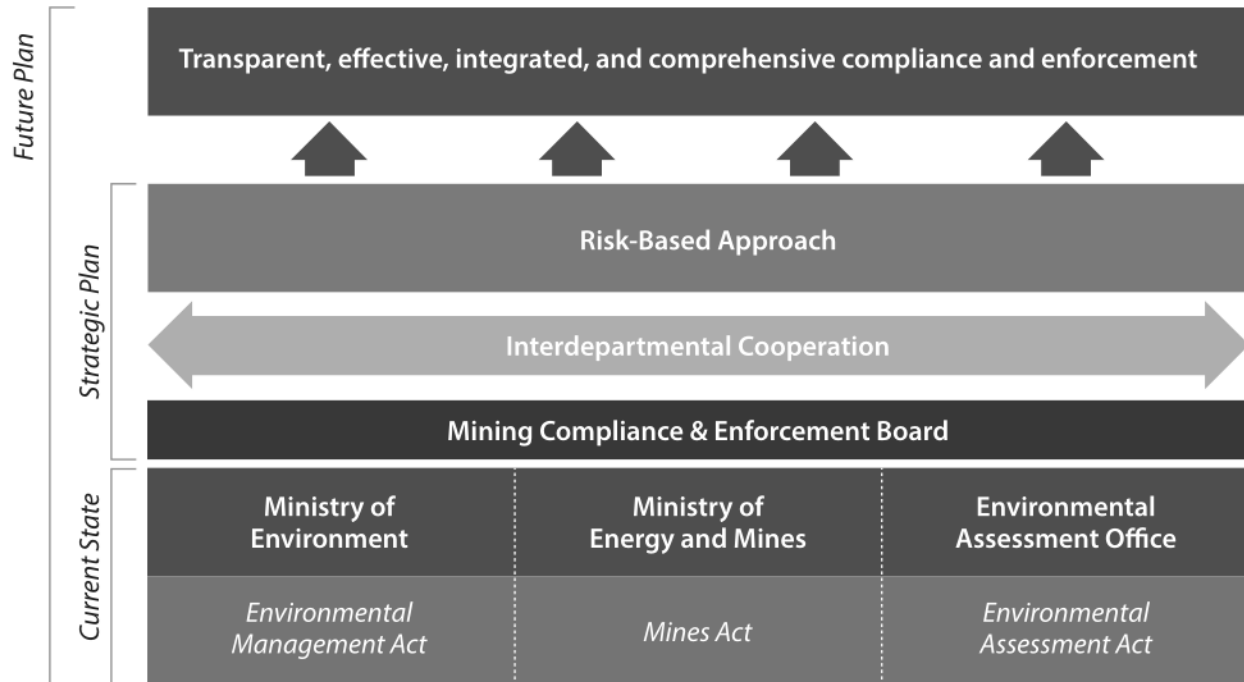 Future Plan
Transparent, effective, integrated, and comprehensive compliance and enforcement
Strategic Plan
Risk-Based Approach
Interdepartmental Cooperation
Mining Compliance & Enforcement Board
Current State
Ministry of
Environment
Ministry of
Energy and Mines
Environmental
Assessment Office
Environmental
Management Act
Mines Act
Environmental
Assessment Act